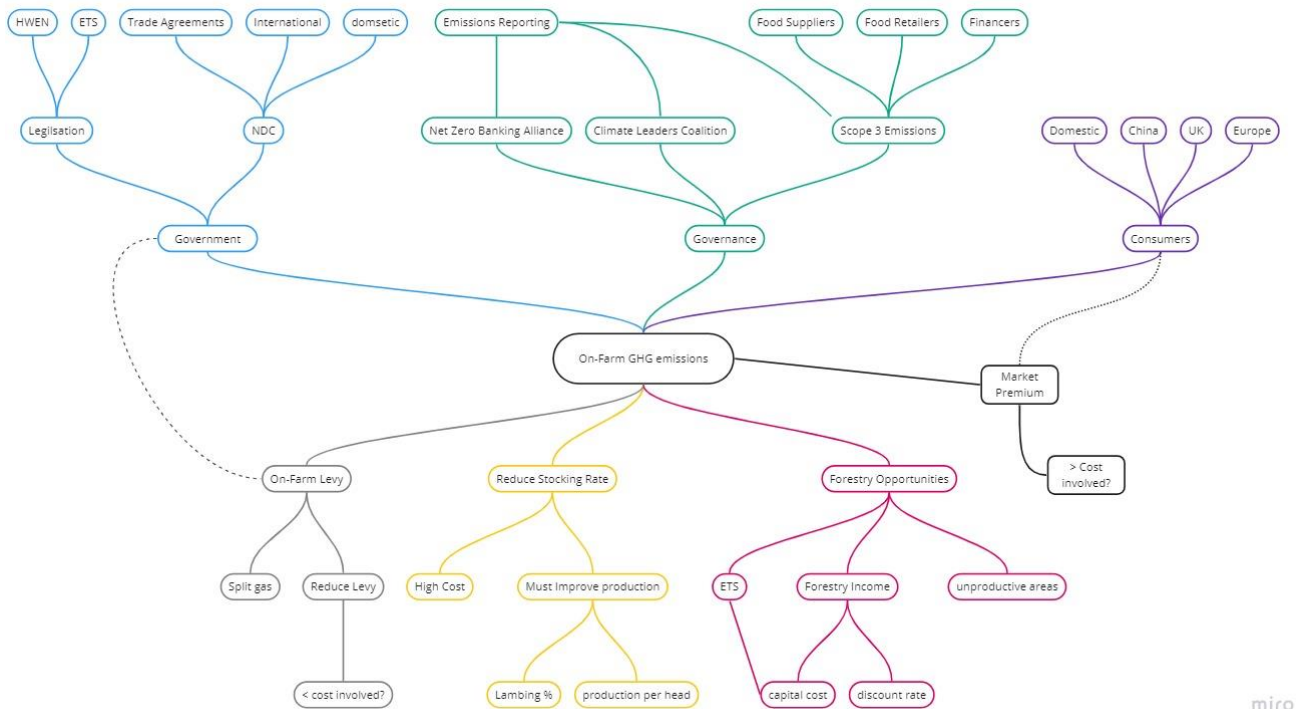 HWEN
ETS
Trade Agreements
International
domsetic
Emissions Reporting
Food Suppliers
Food Retailers
Financers
Legilsation
NDC
Net Zero Banking Alliance
Climate Leaders Coalition
Scope 3 Emissions
Domestic
China
UK
Europe
Government
Governance
Consumers
On-Farm GHG emissions
Market
Premium
On-Farm Levy
Reduce Stocking Rate
Forestry Opportunities
> Cost
involved?
Split gas
Reduce Levy
High Cost
Must Improve production
ETS
Forestry Income
unproductive areas
< cost involved?
Lambing %
production per head
capital cost
discount rate
miro